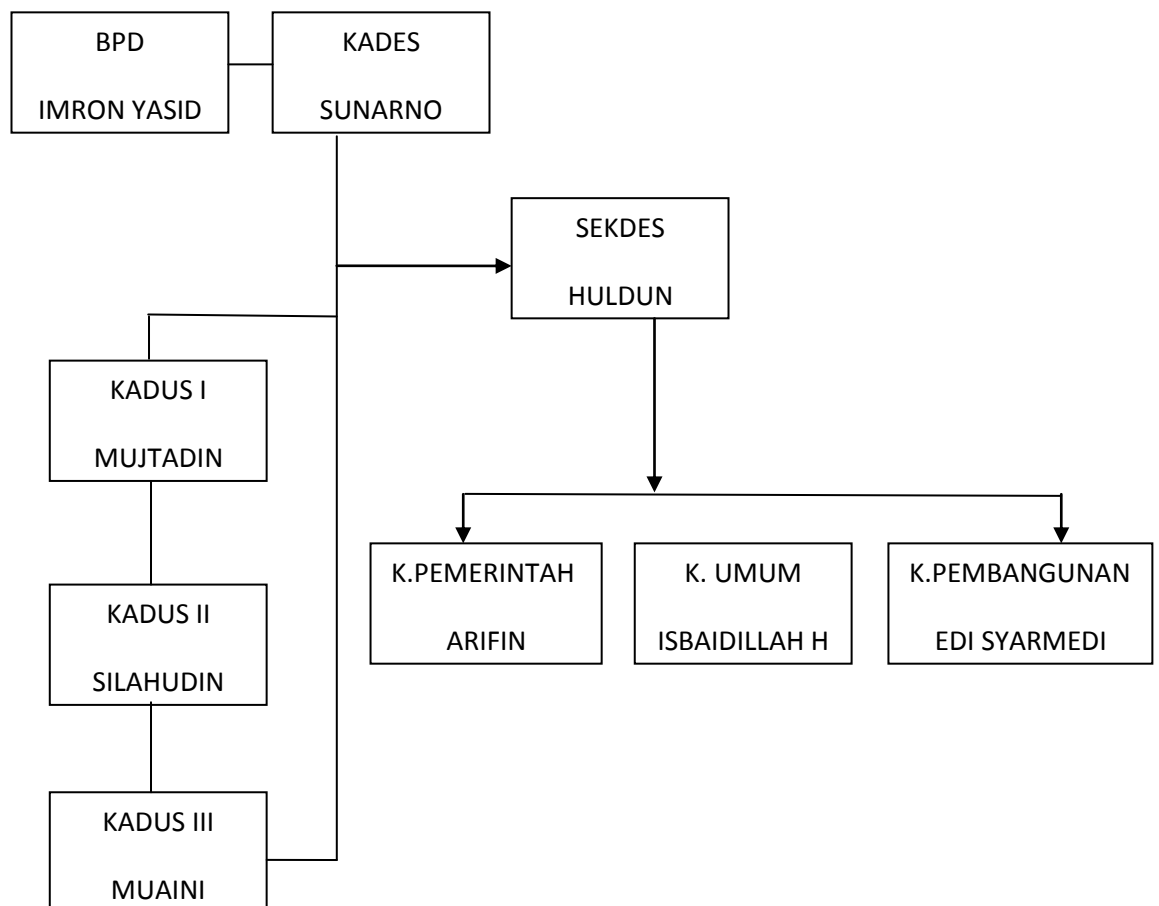 BPD
IMRON YASID
KADES
SUNARNO
SEKDES
HULDUN
KADUS I
MUJTADIN
KADUS II
SILAHUDIN
KADUS III
MUAINI
K.PEMERINTAH
ARIFIN
K. UMUM
ISBAIDILLAH H
K.PEMBANGUNAN
EDI SYARMEDI